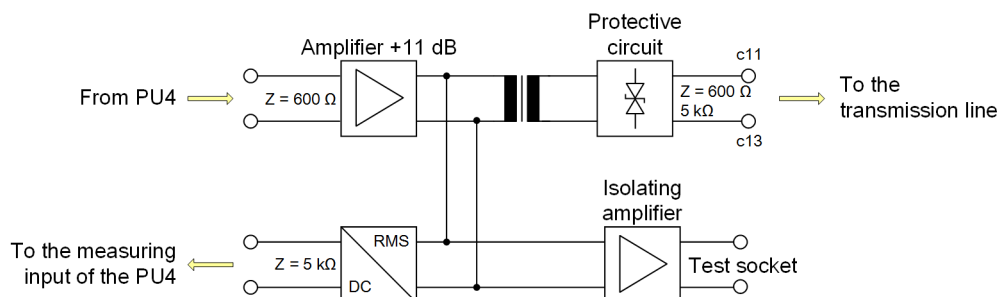 Amplifier +11 dB
Protective
circuit
c11
From PU4
Z = 600 Ω
Z = 600 Ω
5 kΩ
To the
transmission line
c13
Isolating
amplifier
To the measuring
input of the PU4
Z = 5 kΩ
RMS
DC
Test socket